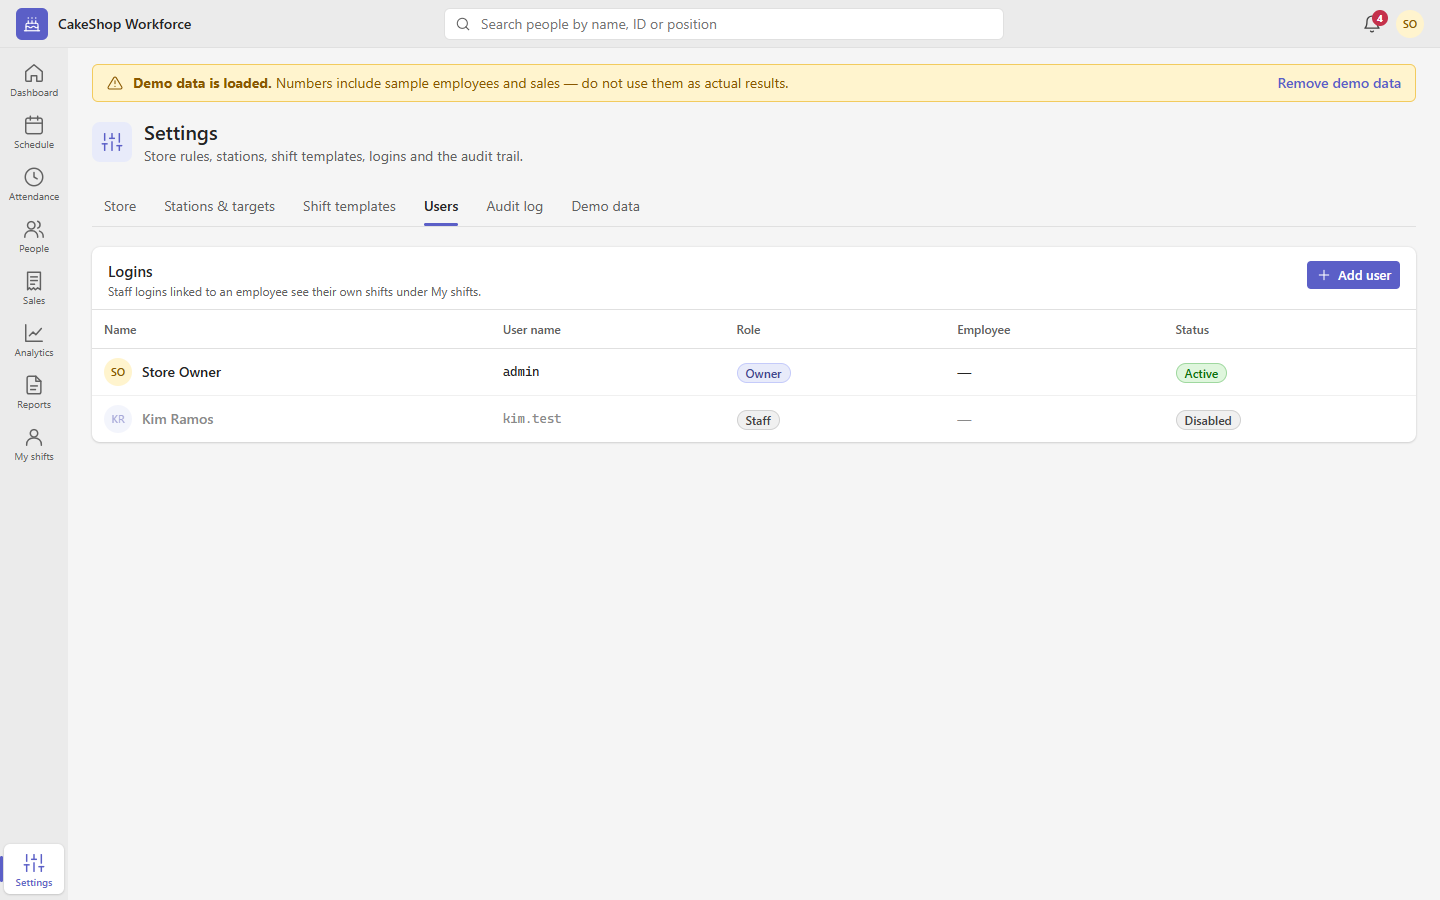 CakeShop Workforce
Search people by name, ID or position
4
SO
Dashboard
Schedule
Attendance
People
Sales
Analytics
Reports
My shifts
Settings
Demo data is loaded. Numbers include sample employees and sales — do not use them as actual results.
Remove demo data
Settings
Store rules, stations, shift templates, logins and the audit trail.
Store
Stations & targets
Shift templates
Users
Audit log
Demo data
Logins
Staff logins linked to an employee see their own shifts under My shifts.
Add user
Name User name Role Employee Status
SO Store Owner admin Owner — Active
KR Kim Ramos kim.test Staff — Disabled